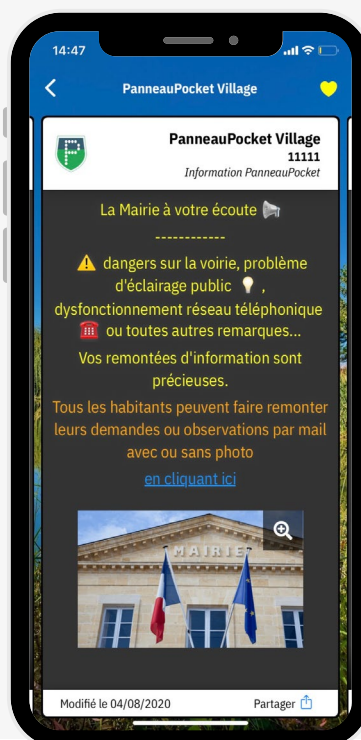 14:47
PanneauPocket Village
PanneauPocket Village
11111
Information PanneauPocket
La Mairie à votre écoute 📢
------------
⚠️ dangers sur la voirie, problème
d'éclairage public 💡 ,
dysfonctionnement réseau téléphonique
☎️ ou toutes autres remarques...
Vos remontées d'information sont
précieuses.
Tous les habitants peuvent faire remonter
leurs demandes ou observations par mail
avec ou sans photo
en cliquant ici
MAIRIE
Modifié le 04/08/2020
Partager